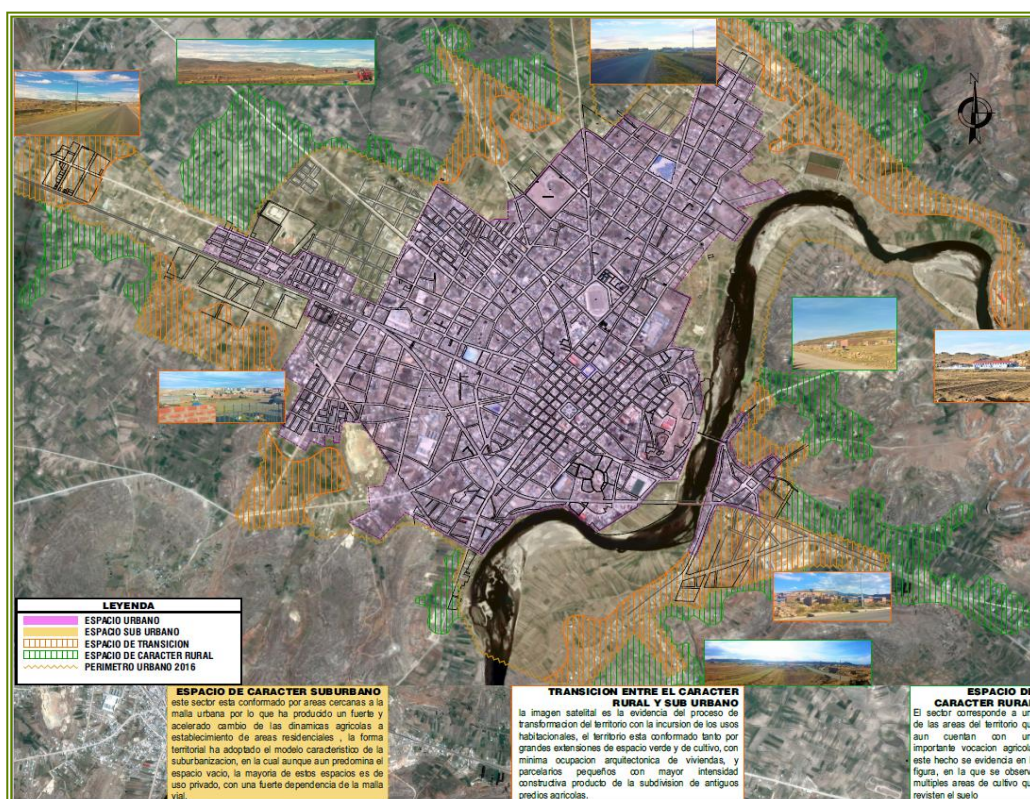 N
LEYENDA
ESPACIO URBANO
ESPACIO SUB URBANO
ESPACIO DE TRANSICION
ESPACIO DE CARACTER RURAL
PERIMETRO URBANO 2016
ESPACIO DE CARACTER SUBURBANO
este sector esta conformado por areas cercanas a la
malla urbana por lo que ha producido un fuerte y
acelerado cambio de las dinamicas agricolas a
establecimiento de areas residenciales , la forma
territorial ha adoptado el modelo caracteristico de la
suburbanizacion, en la cual aunque aun predomina el
espacio vacio, la mayoria de estos espacios es de
uso privado, con una fuerte dependencia de la malla
vial.
TRANSICION ENTRE EL CARACTER
RURAL Y SUB URBANO
la imagen satelital es la evidencia del proceso de
transformacion del territorio con la incursion de los usos
habitacionales, el territorio esta conformado tanto por
grandes extensiones de espacio verde y de cultivo, con
minima ocupacion arquitectonica de viviendas, y
parcelarios pequeños con mayor intensidad
constructiva producto de la subdivision de antiguos
predios agricolas.
ESPACIO DE
CARACTER RURAL
El sector corresponde a un
de las areas del territorio qu
aun cuentan con un
importante vocacion agricol
este hecho se evidencia en l
figura, en la que se observ
multiples areas de cultivo qu
revisten el suelo